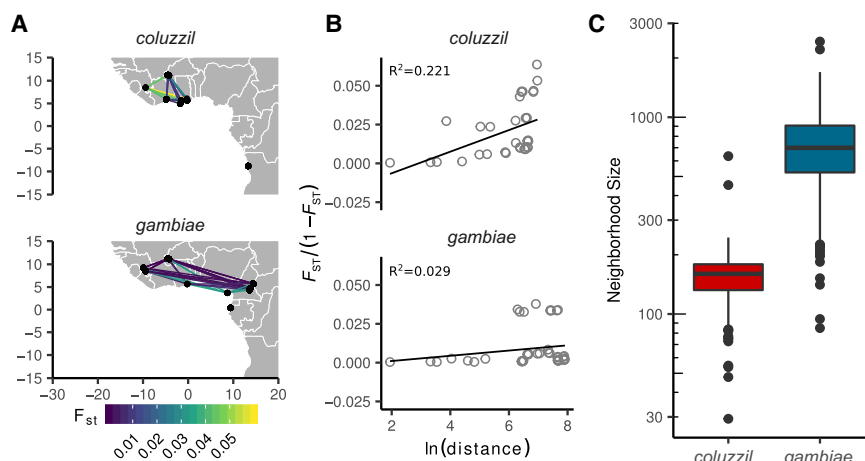 A
coluzzil
15
10
5
0
−5
−10
−15
gambiae
15
10
5
0
−5
−10
−15
−30 −20 −10 0 10 20
Fst
0.01 0.02 0.03 0.04 0.05
B
coluzzil
R²=0.221
0.050
0.025
0.000
−0.025
FST/(1−FST)
gambiae
R²=0.029
0.050
0.025
0.000
−0.025
2 4 6 8
ln(distance)
C
3000
1000
300
100
30
Neighborhood Size
coluzzil gambiae